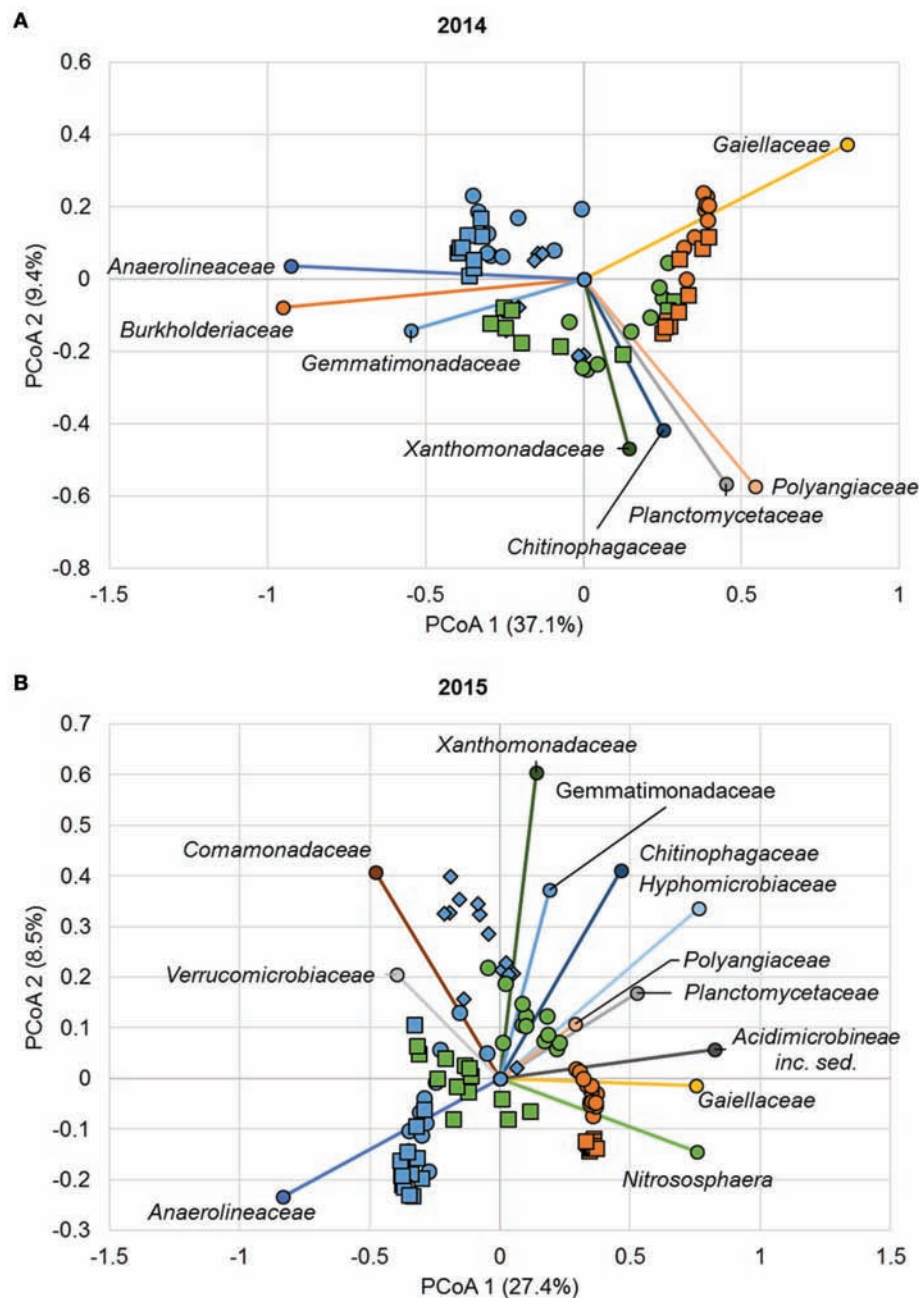 A
2014
0.6
0.4
0.2
0
-0.2
-0.4
-0.6
-0.8
-1.5
-1
-0.5
0
0.5
1
PCoA 2 (9.4%)
PCoA 1 (37.1%)
Gaiellaceae
Anaerolineaceae
Burkholderiaceae
Gemmatimonadaceae
Xanthomonadaceae
Polyangiaceae
Planctomycetaceae
Chitinophagaceae
B
2015
0.7
0.6
0.5
0.4
0.3
0.2
0.1
0
-0.1
-0.2
-0.3
-1.5
-1
-0.5
0
0.5
1
1.5
PCoA 2 (8.5%)
PCoA 1 (27.4%)
Xanthomonadaceae
Gemmatimonadaceae
Comamonadaceae
Chitinophagaceae
Hyphomicrobiaceae
Verrucomicrobiaceae
Polyangiaceae
Planctomycetaceae
Acidimicrobineae
inc. sed.
Gaiellaceae
Nitrososphaera
Anaerolineaceae